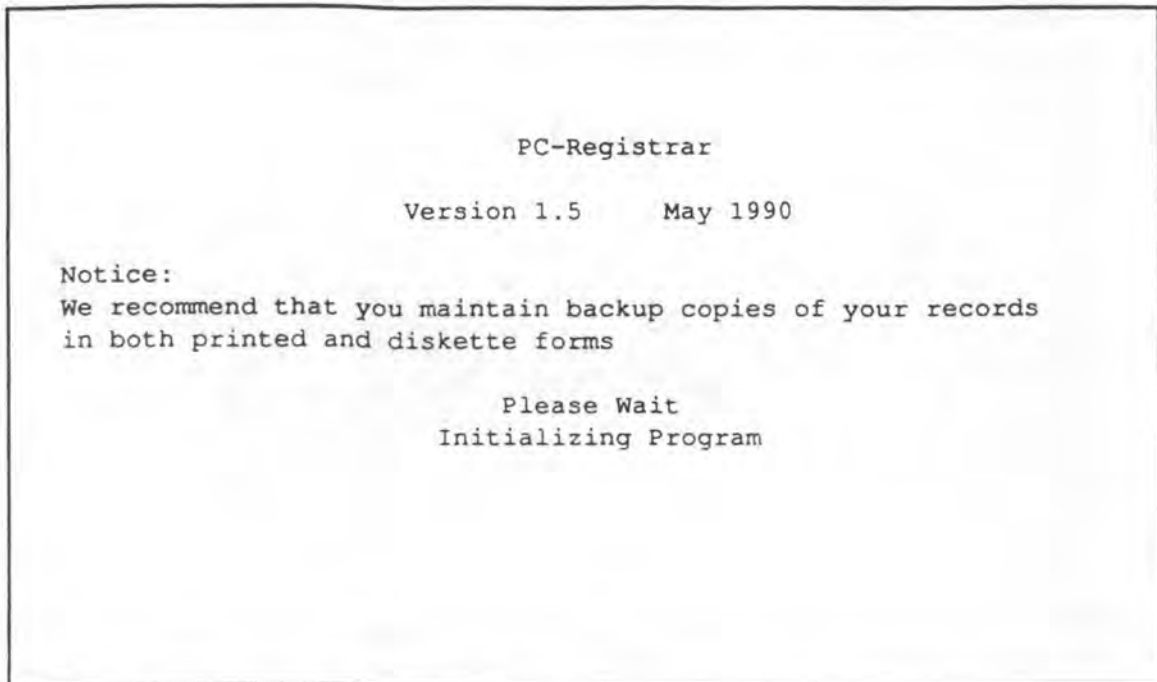 PC-Registrar
Version 1.5 May 1990
Notice:
We recommend that you maintain backup copies of your records
in both printed and diskette forms
Please Wait
Initializing Program